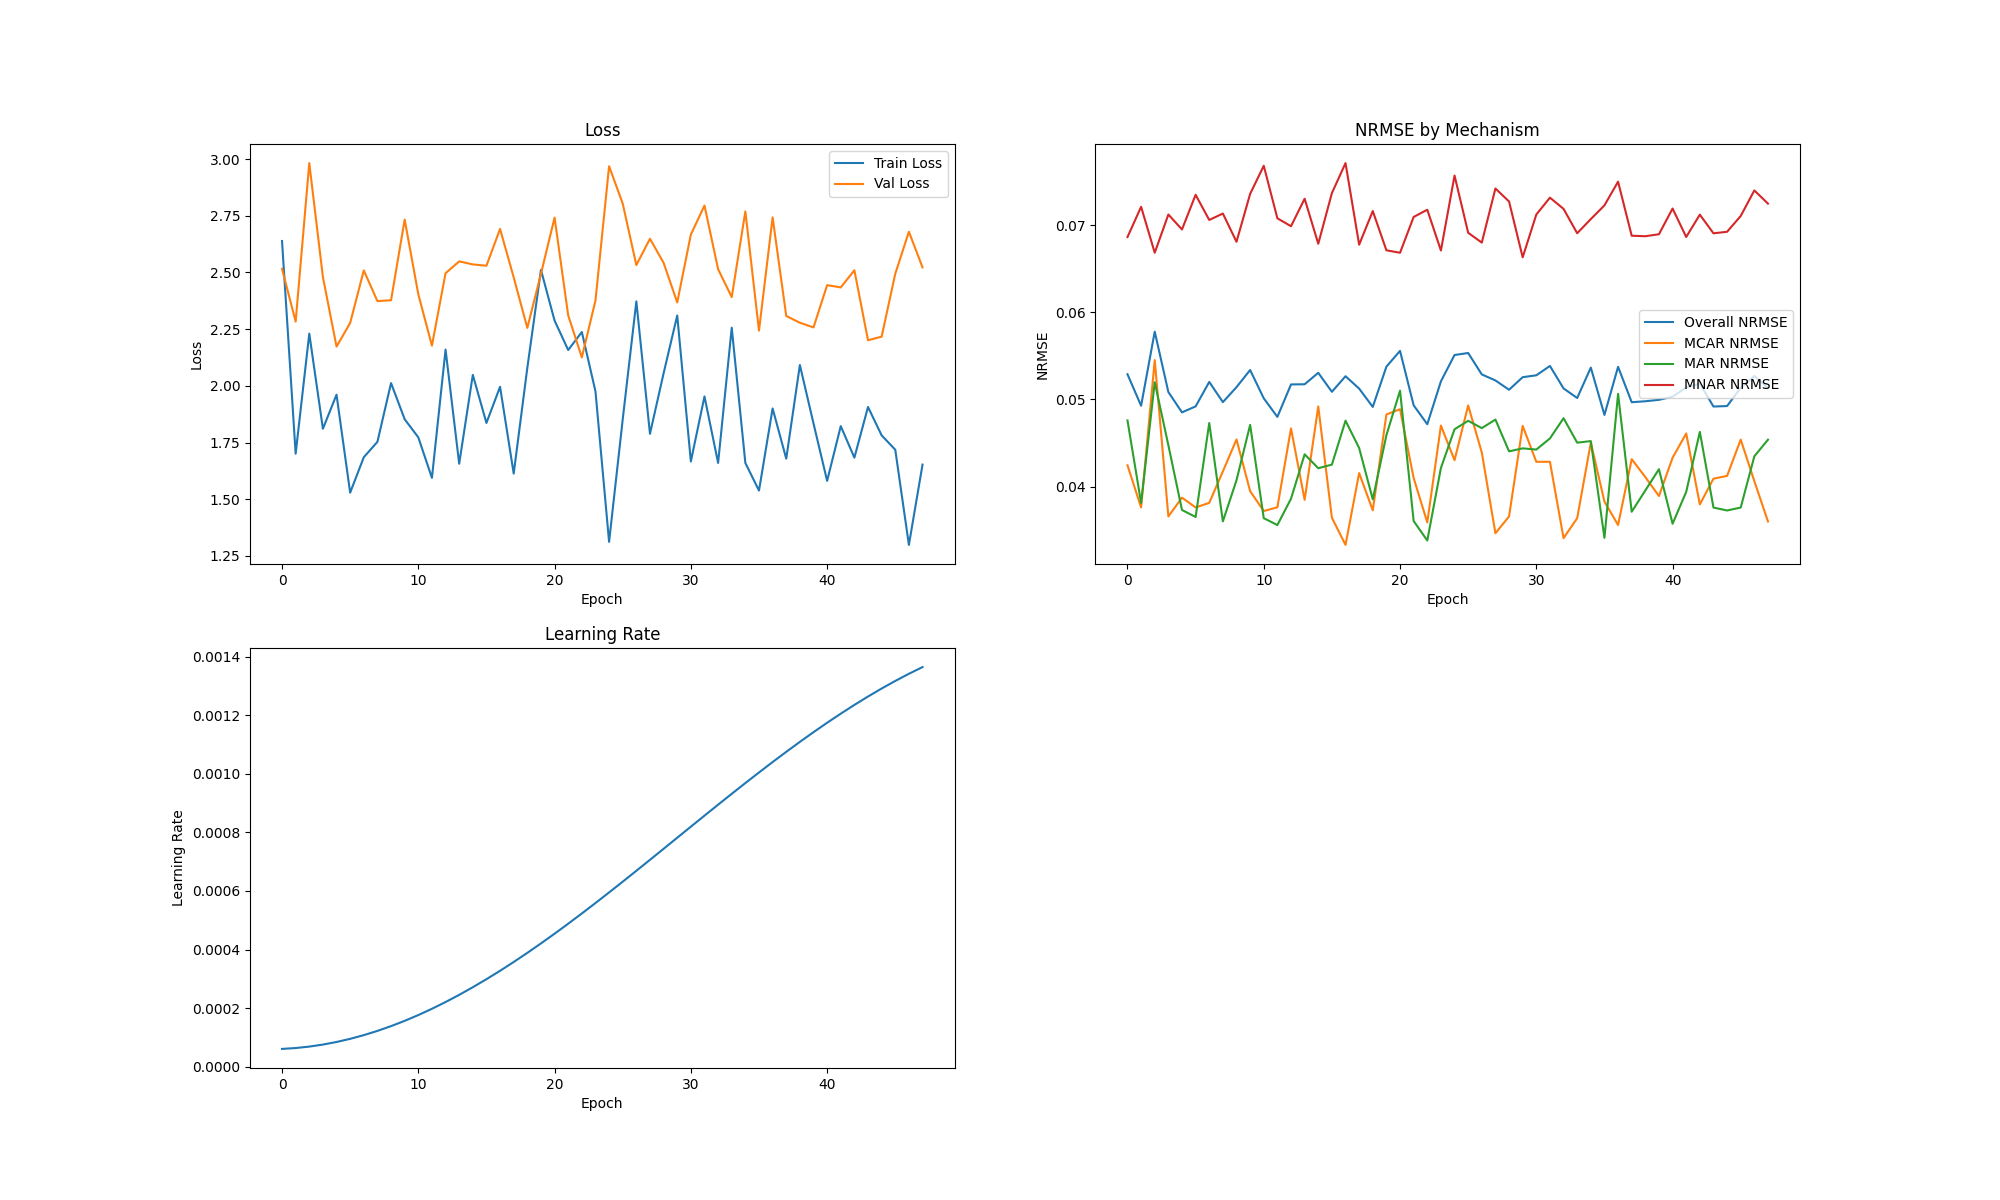 Loss
3.00
2.75
2.50
2.25
2.00
1.75
1.50
1.25
Loss
Train Loss
Val Loss
0 10 20 30 40
Epoch
NRMSE by Mechanism
0.07
0.06
0.05
0.04
NRMSE
Overall NRMSE
MCAR NRMSE
MAR NRMSE
MNAR NRMSE
0 10 20 30 40
Epoch
Learning Rate
0.0014
0.0012
0.0010
0.0008
0.0006
0.0004
0.0002
0.0000
Learning Rate
0 10 20 30 40
Epoch